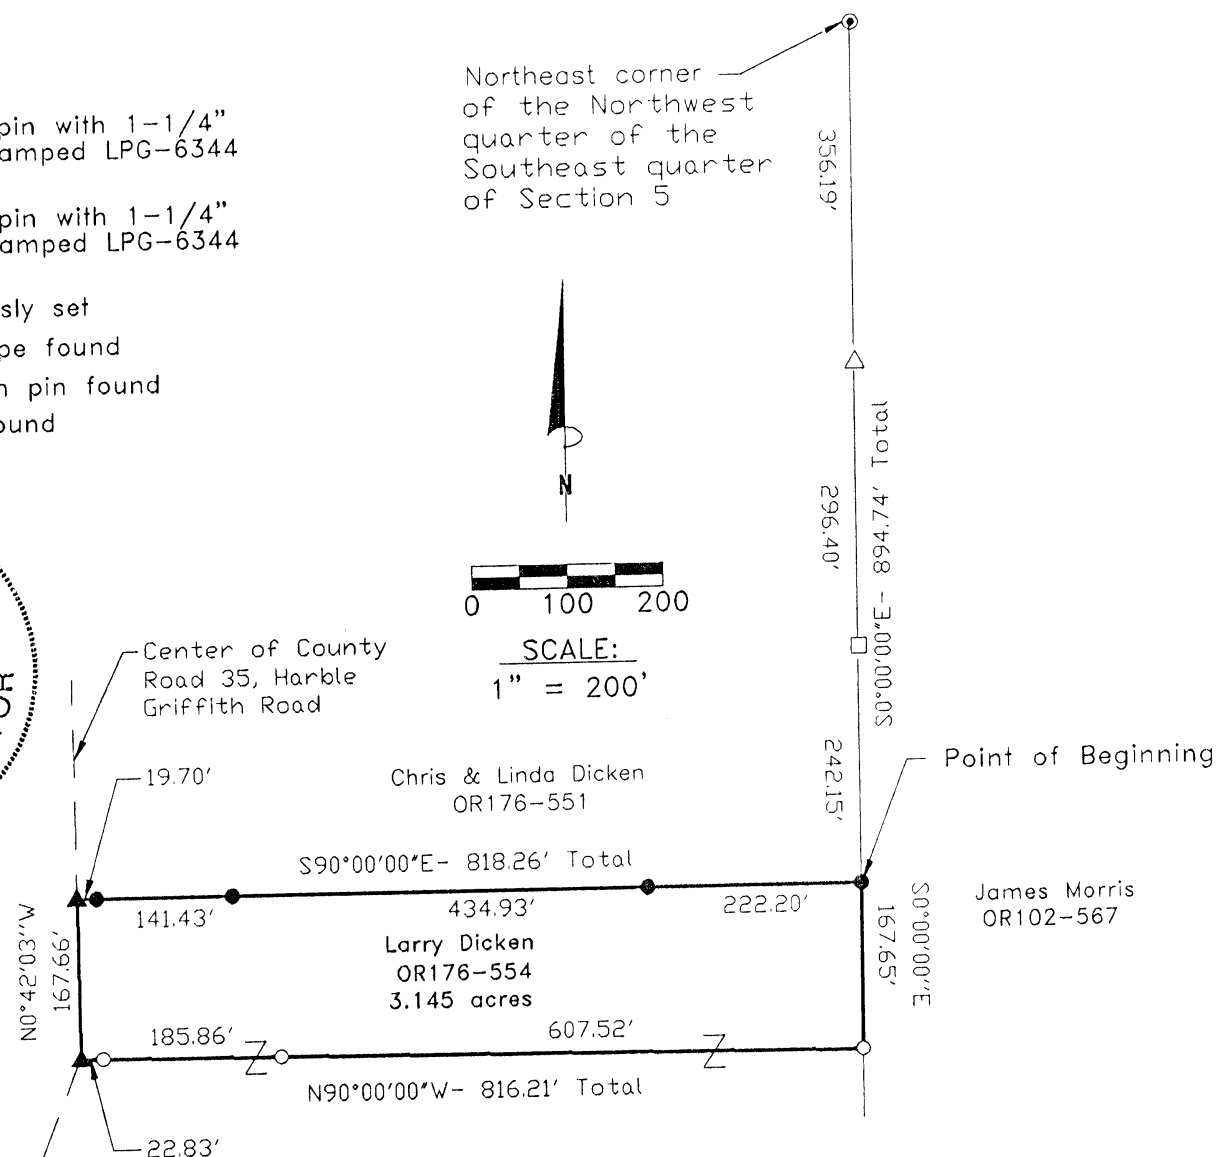 Northeast corner
of the Northwest
quarter of the
Southeast quarter
of Section 5
pin with 1-1/4"
amped LPG-6344
pin with 1-1/4"
amped LPG-6344
sly set
pe found
n pin found
ound
OR
356.19'
296.40'
S0°00'00"E- 894.74' Total
242.15'
N
0 100 200
SCALE:
1" = 200'
Center of County
Road 35, Harble
Griffith Road
19.70'
Chris & Linda Dicken
OR176-551
Point of Beginning
S90°00'00"E- 818.26' Total
141.43'
434.93'
222.20'
N0°42'03"W
167.66'
Larry Dicken
OR176-554
3.145 acres
167.65'
S0°00'00"E
James Morris
OR102-567
185.86'
607.52'
N90°00'00"W- 816.21' Total
22.83'